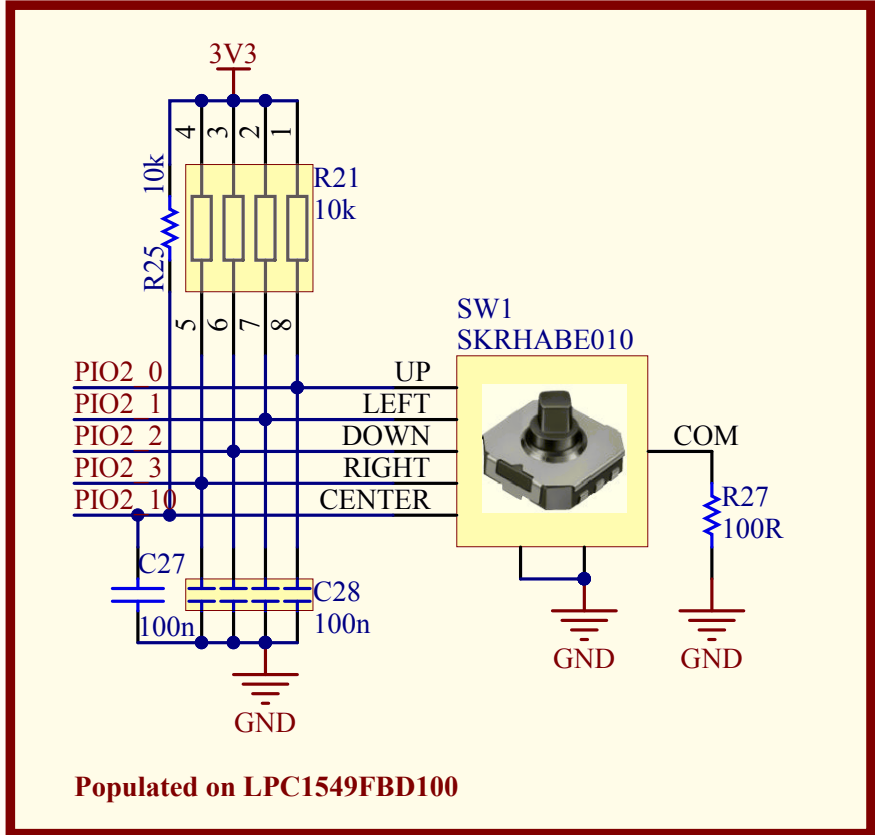 3V3
4
3
2
1
10k
R25
R21
10k
5
6
7
8
SW1
SKRHABE010
PIO2_0
UP
PIO2_1
LEFT
PIO2_2
DOWN
PIO2_3
RIGHT
PIO2_10
CENTER
COM
R27
100R
C27
100n
C28
100n
GND
GND
GND
Populated on LPC1549FBD100